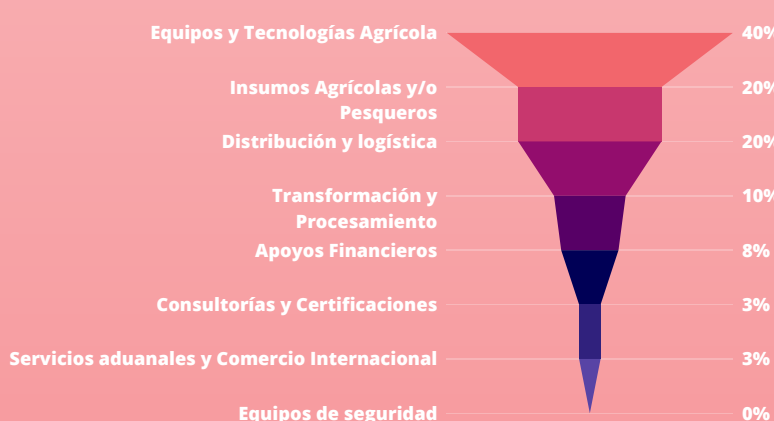 Equipos y Tecnologías Agrícola 40%
Insumos Agrícolas y/o 20%
Pesqueros
Distribución y logística 20%
Transformación y 10%
Procesamiento
Apoyos Financieros 8%
Consultorías y Certificaciones 3%
Servicios aduanales y Comercio Internacional 3%
Equipos de seguridad 0%